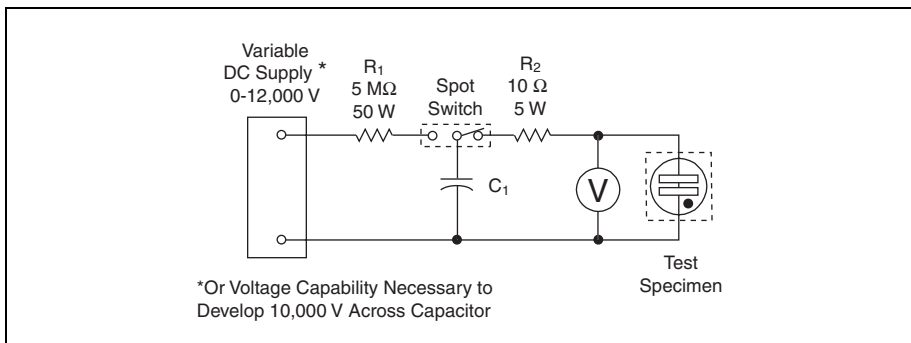 Variable
DC Supply *
0-12,000 V
R1
5 MΩ
50 W
Spot
Switch
R2
10 Ω
5 W
C1
V
Test
Specimen
*Or Voltage Capability Necessary to
Develop 10,000 V Across Capacitor